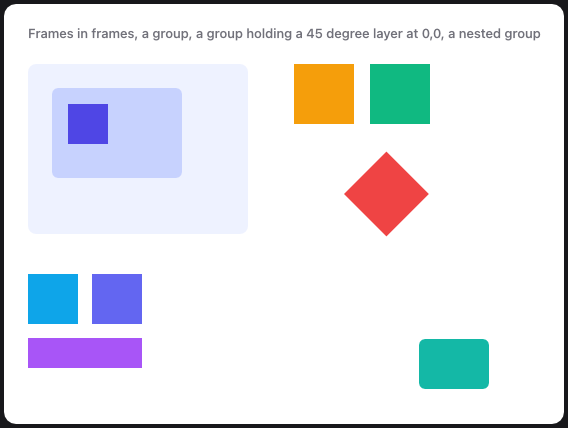 Frames in frames, a group, a group holding a 45 degree layer at 0,0, a nested group